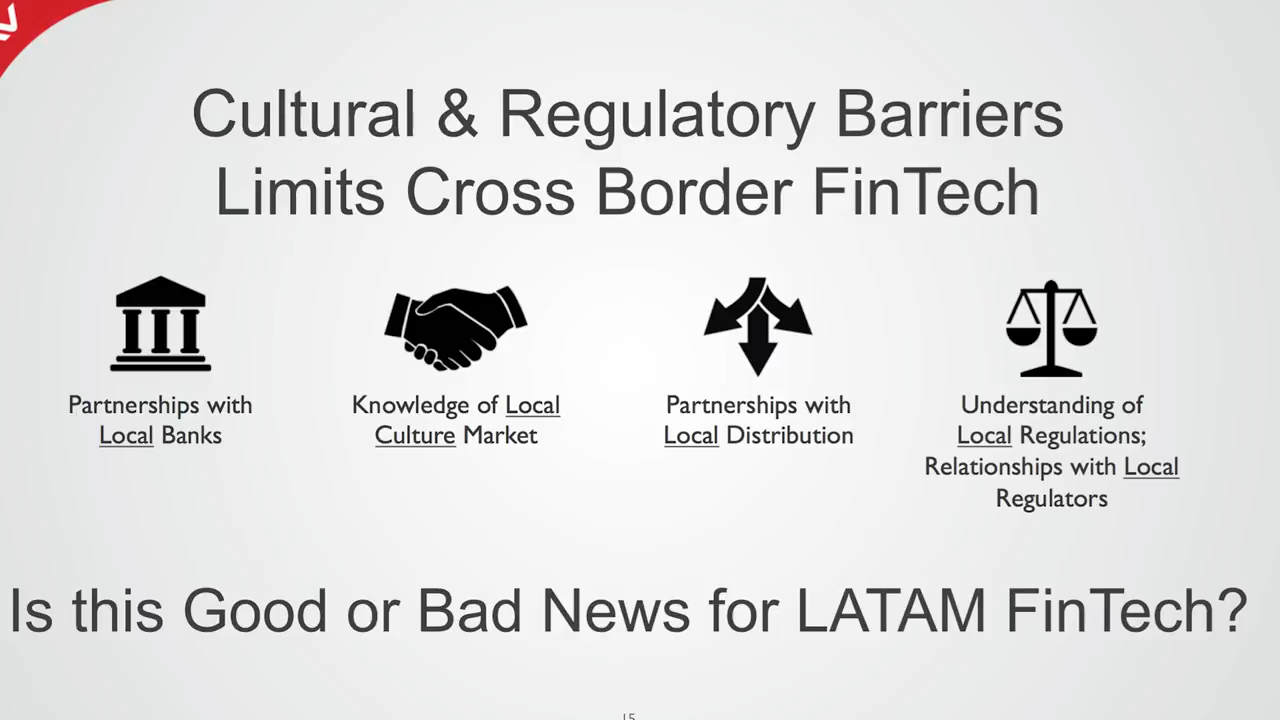 Cultural & Regulatory Barriers
Limits Cross Border FinTech
Partnerships with
Local Banks
Knowledge of Local
Culture Market
Partnerships with
Local Distribution
Understanding of
Local Regulations;
Relationships with Local
Regulators
Is this Good or Bad News for LATAM FinTech?
15